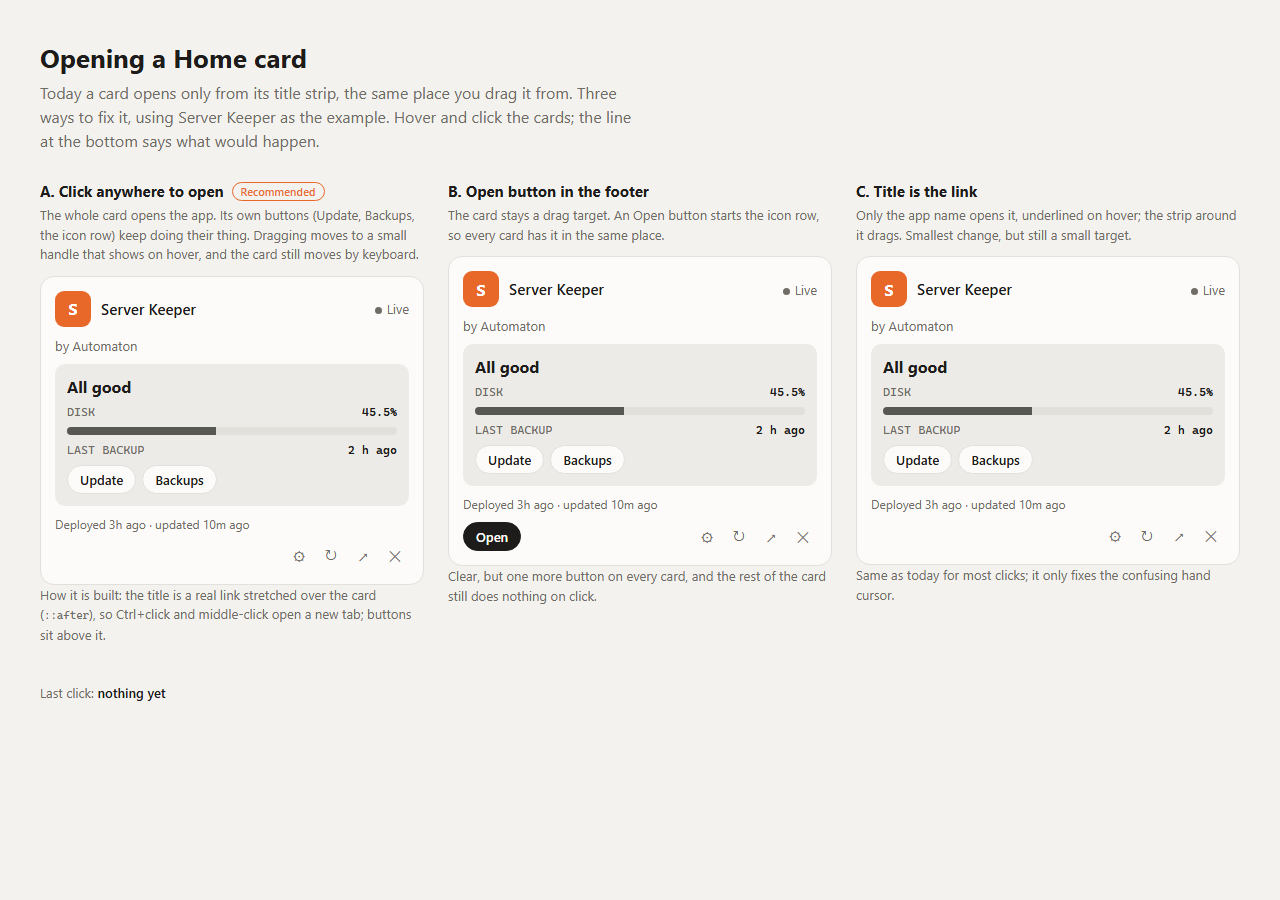 Opening a Home card
Today a card opens only from its title strip, the same place you drag it from. Three
ways to fix it, using Server Keeper as the example. Hover and click the cards; the line
at the bottom says what would happen.
A. Click anywhere to open Recommended
The whole card opens the app. Its own buttons (Update, Backups,
the icon row) keep doing their thing. Dragging moves to a small
handle that shows on hover, and the card still moves by keyboard.
S Server Keeper Live
by Automaton
All good
DISK 45.5%
LAST BACKUP 2 h ago
Update Backups
Deployed 3h ago · updated 10m ago
How it is built: the title is a real link stretched over the card
(::after), so Ctrl+click and middle-click open a new tab; buttons
sit above it.
B. Open button in the footer
The card stays a drag target. An Open button starts the icon row,
so every card has it in the same place.
S Server Keeper Live
by Automaton
All good
DISK 45.5%
LAST BACKUP 2 h ago
Update Backups
Deployed 3h ago · updated 10m ago
Open
Clear, but one more button on every card, and the rest of the card
still does nothing on click.
C. Title is the link
Only the app name opens it, underlined on hover; the strip around
it drags. Smallest change, but still a small target.
S Server Keeper Live
by Automaton
All good
DISK 45.5%
LAST BACKUP 2 h ago
Update Backups
Deployed 3h ago · updated 10m ago
Same as today for most clicks; it only fixes the confusing hand
cursor.
Last click: nothing yet